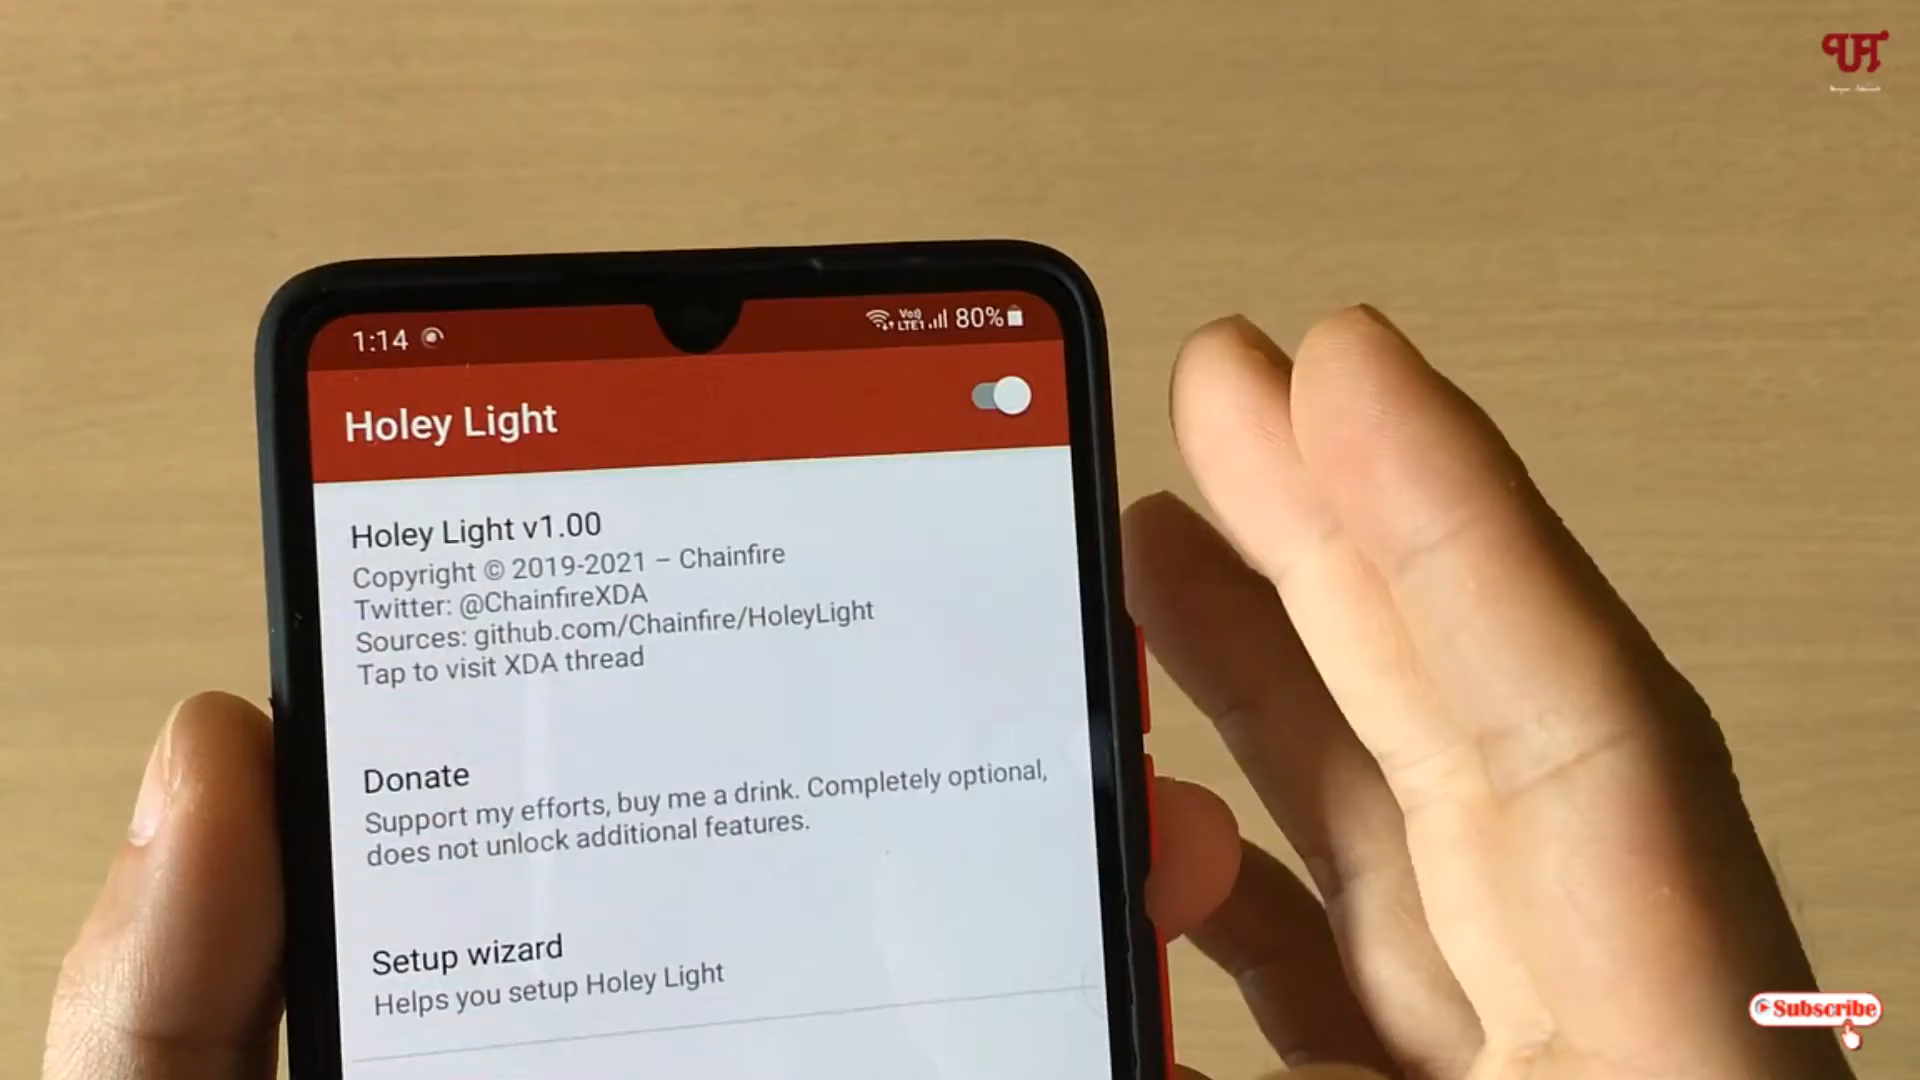 1:14
Vo)) LTE1 80%
Holey Light
Holey Light v1.00
Copyright © 2019-2021 – Chainfire
Twitter: @ChainfireXDA
Sources: github.com/Chainfire/HoleyLight
Tap to visit XDA thread
Donate
Support my efforts, buy me a drink. Completely optional,
does not unlock additional features.
Setup wizard
Helps you setup Holey Light
Subscribe